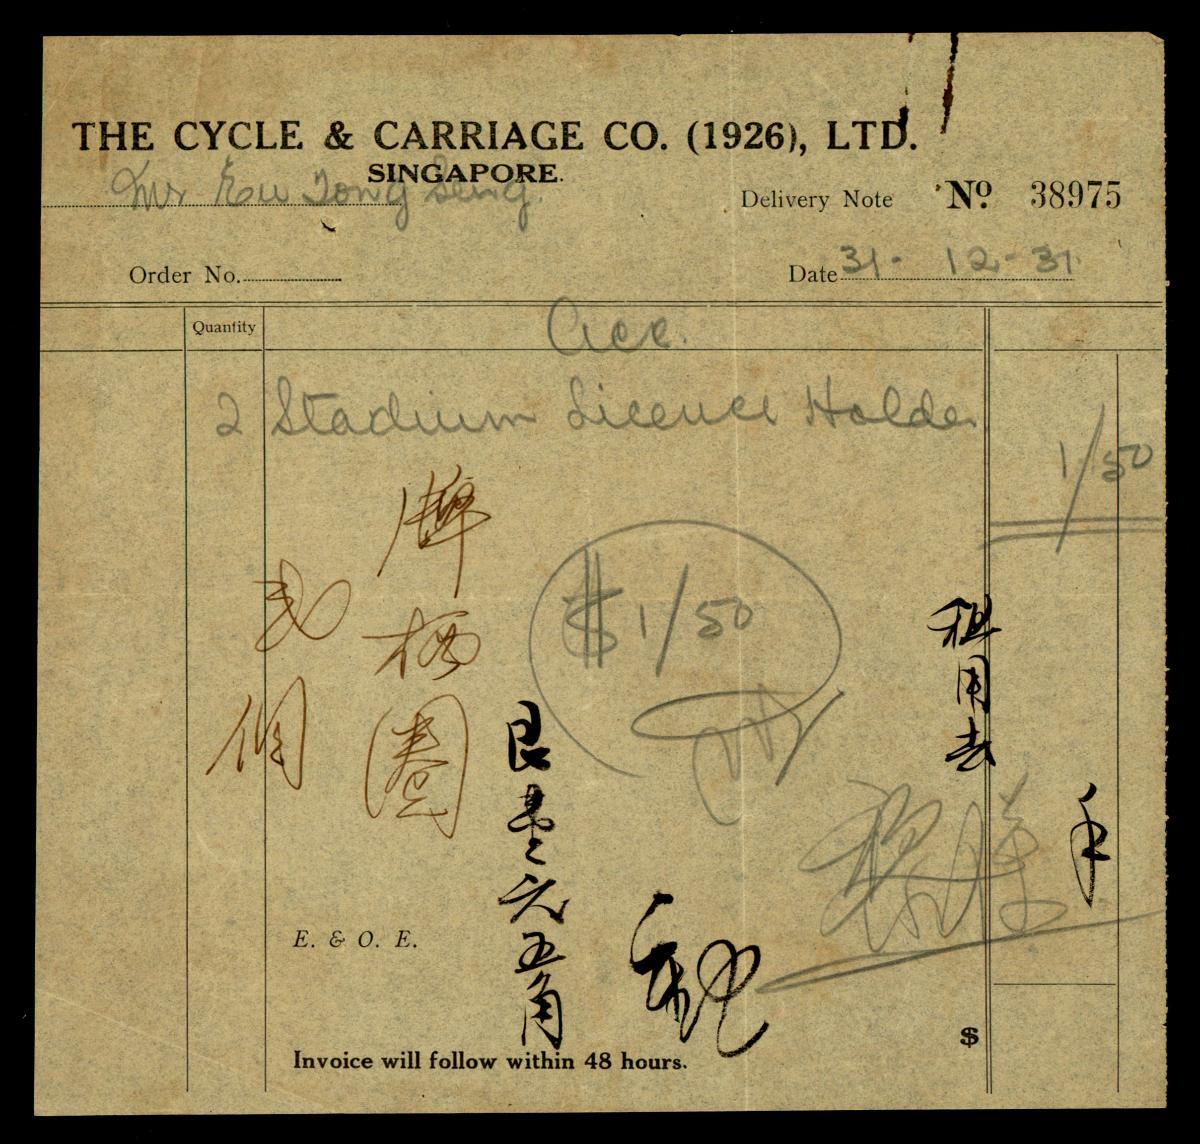 THE CYCLE & CARRIAGE CO. (1926), LTD.
SINGAPORE.
Mr Eu Tong Seng.
Delivery Note Nº 38975
Order No.
Date 31-12-31
Quantity
Acc.
2 Stadium Licence Holder 1/50
$1/50
牌
圈
弍個
艮壹元五角
租用去
E. & O. E.
$
Invoice will follow within 48 hours.